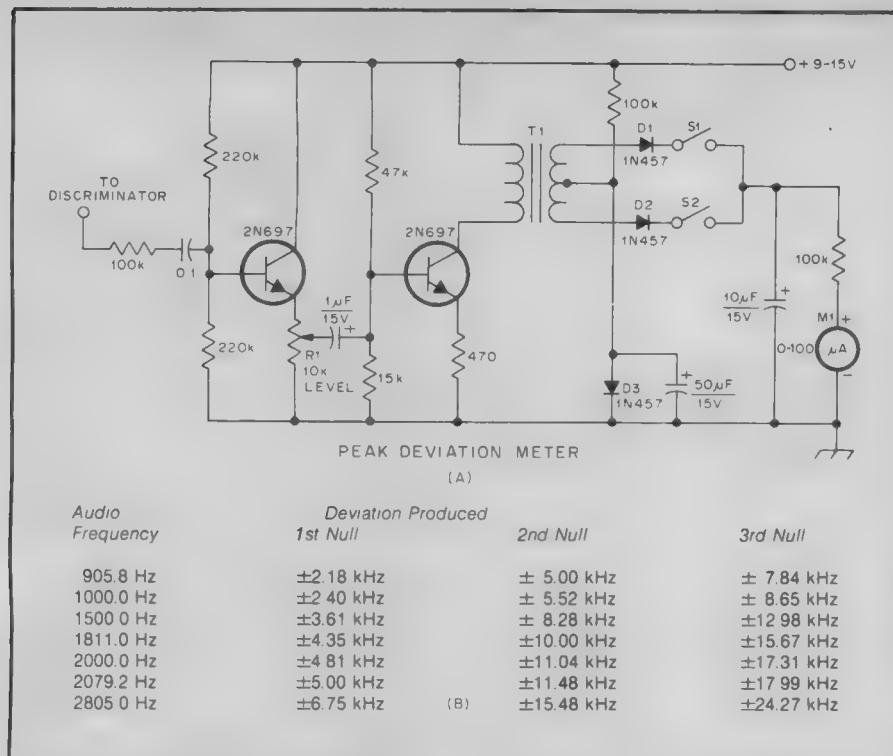 + 9-15V
100k
T1
D1
S1
1N457
220k
47k
TO
DISCRIMINATOR
D2
S2
1N457
2N697
2N697
100k
0.1
100k
1µF
15V
+
10µF
15V
+
M1
+
0-100
µA
-
220k
R1
10k
LEVEL
15k
470
D3
1N457
+
50µF
15V
PEAK DEVIATION METER
(A)
Audio Frequency Deviation Produced
1st Null 2nd Null 3rd Null
905.8 Hz ±2.18 kHz ± 5.00 kHz ± 7.84 kHz
1000.0 Hz ±2 40 kHz ± 5.52 kHz ± 8.65 kHz
1500 0 Hz ±3.61 kHz ± 8.28 kHz ±12.98 kHz
1811.0 Hz ±4.35 kHz ±10.00 kHz ±15.67 kHz
2000.0 Hz ±4 81 kHz ±11.04 kHz ±17.31 kHz
2079.2 Hz ±5.00 kHz ±11.48 kHz ±17.99 kHz
2805 0 Hz ±6.75 kHz (B) ±15.48 kHz ±24.27 kHz